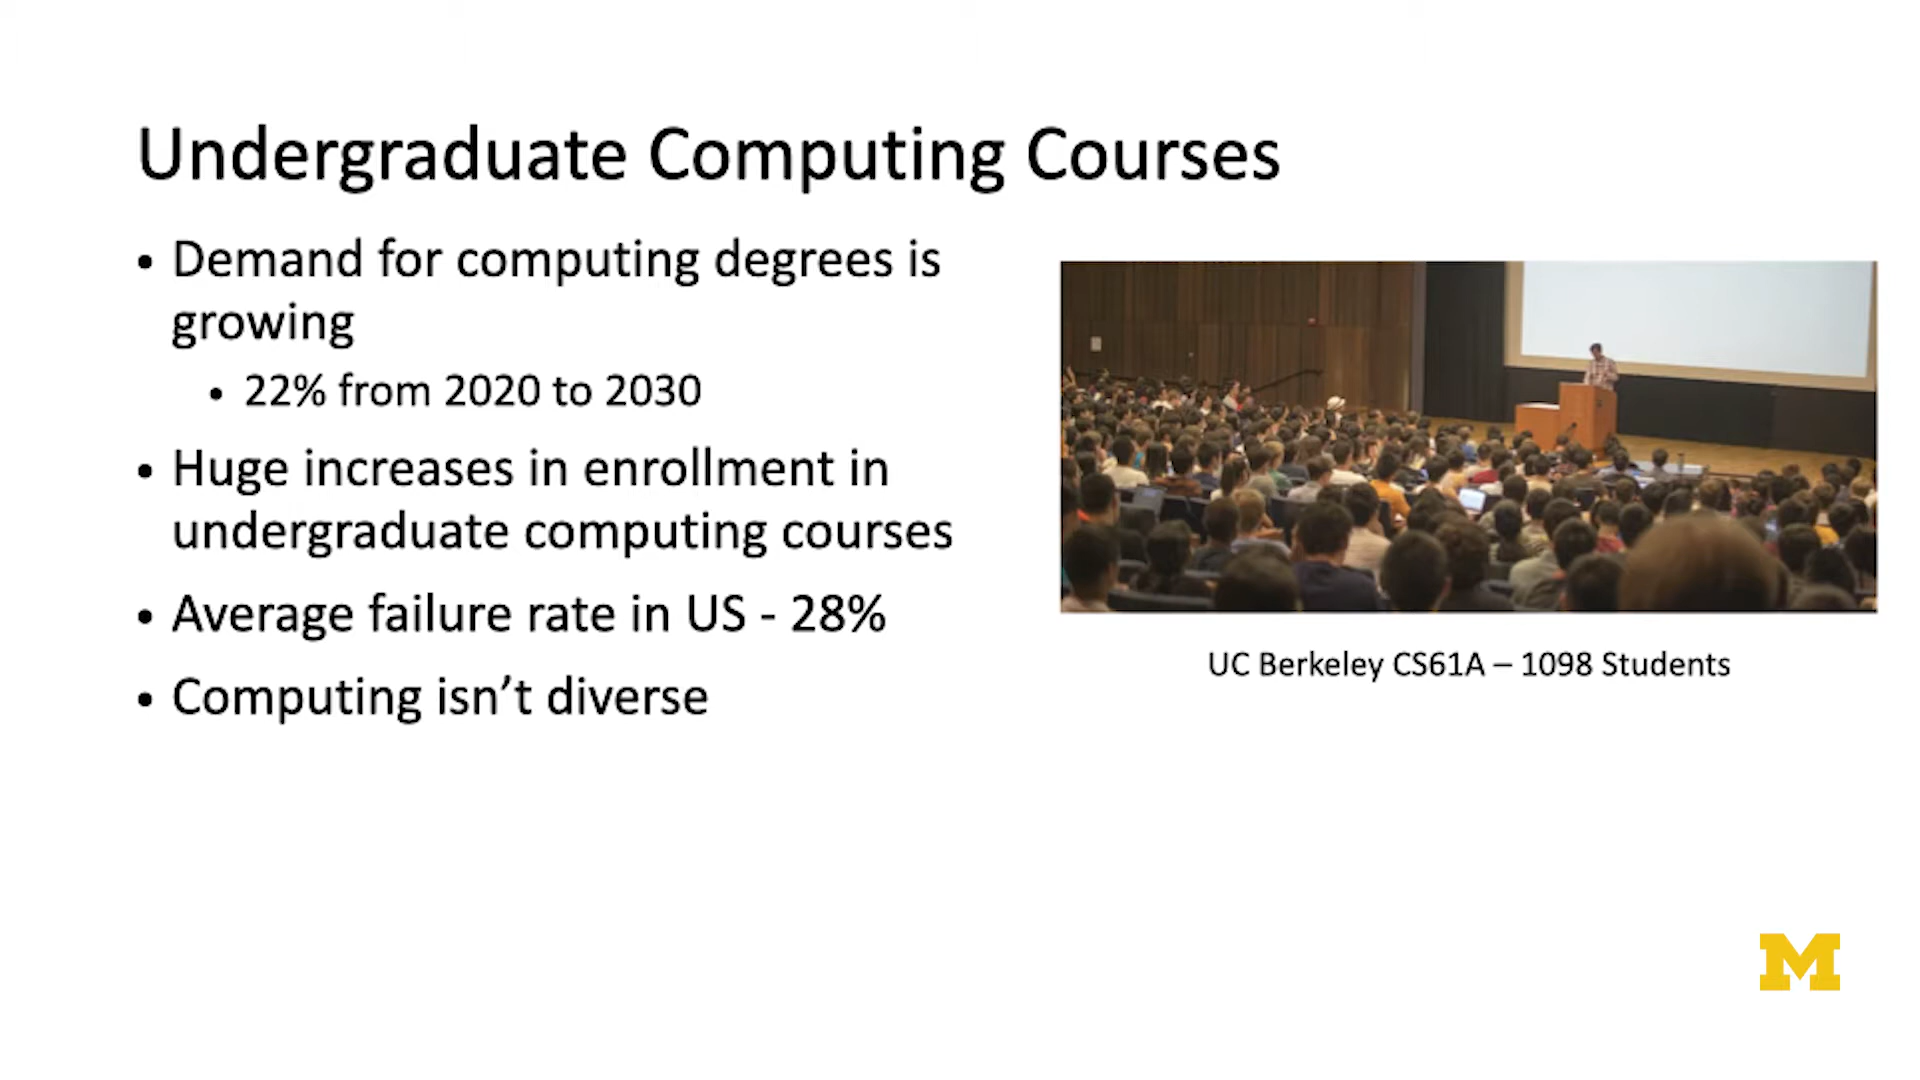 Undergraduate Computing Courses
• Demand for computing degrees is
growing
• 22% from 2020 to 2030
• Huge increases in enrollment in
undergraduate computing courses
• Average failure rate in US - 28%
• Computing isn’t diverse
UC Berkeley CS61A – 1098 Students
M